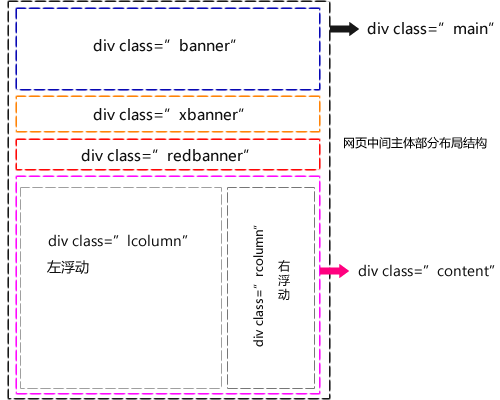 div class=”banner“
div class=”main”
div class=”xbanner“
div class=”redbanner“
网页中间主体部分布局结构
div class=”lcolumn”
左浮动
div class=”rcolumn“
右浮动
div class=”content“